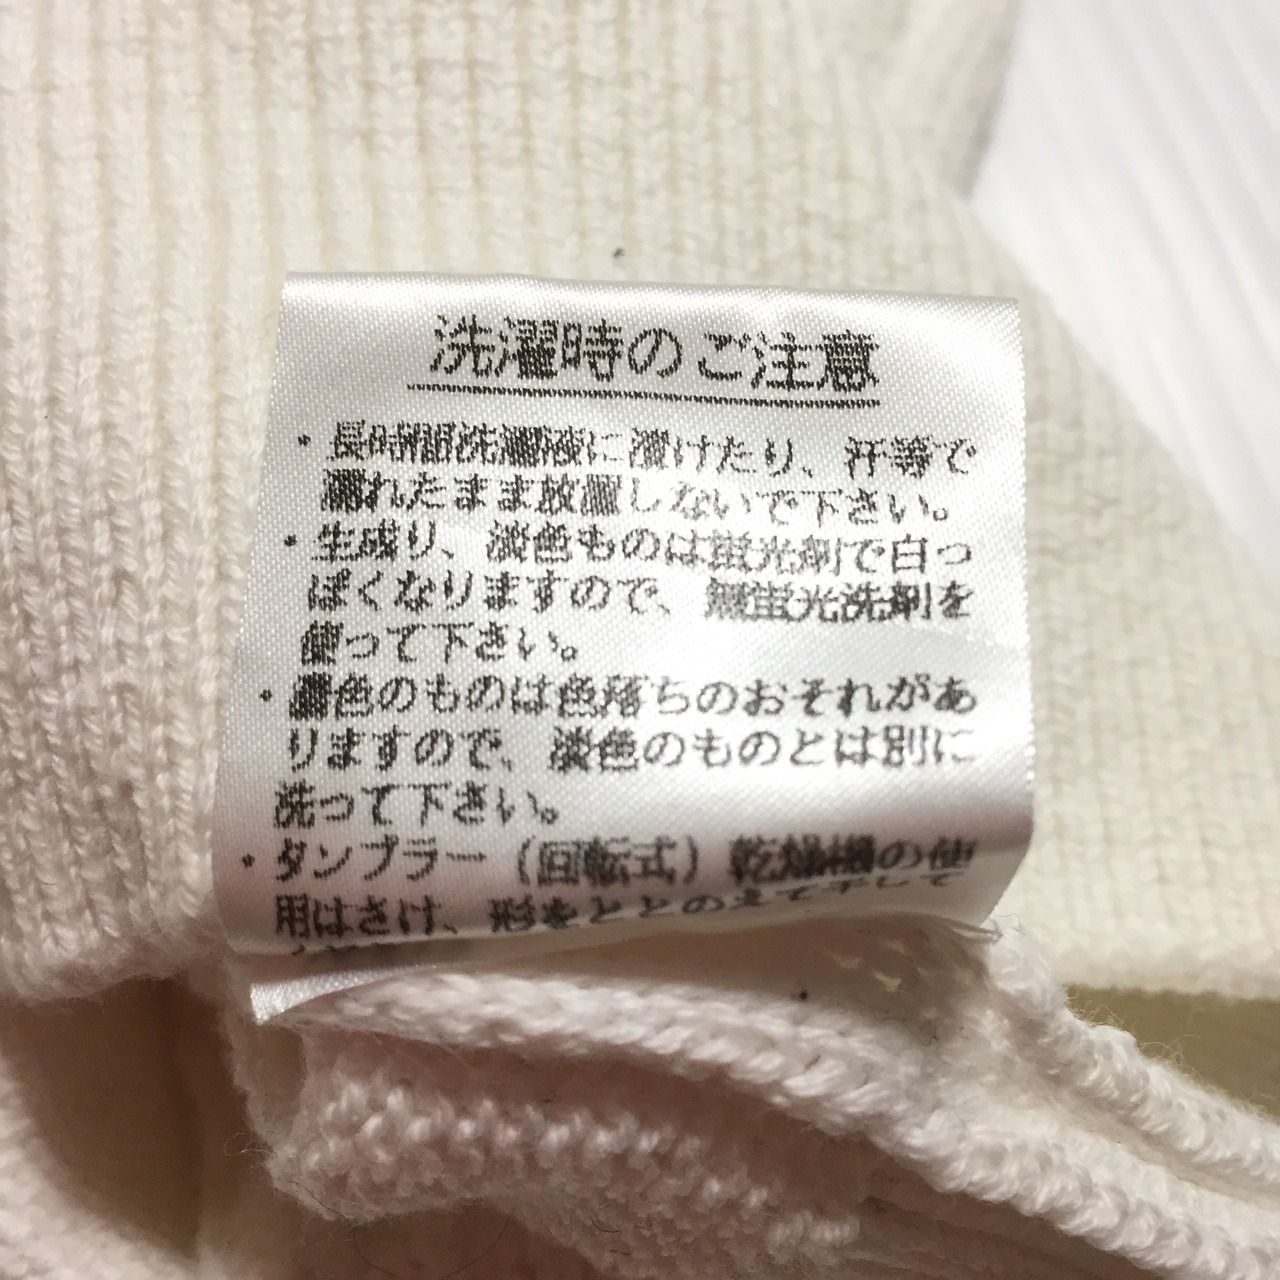 洗濯時のご注意
・長時間洗濯液に漬けたり、汗等で
濡れたまま放置しないで下さい。
・生成り、淡色ものは蛍光剤で白っ
ぽくなりますので、無蛍光洗剤を
使って下さい。
・濃色のものは色落ちのおそれがあ
りますので、淡色のものとは別に
洗って下さい。
・タンブラー（回転式）乾燥機の使
用はさけ、形をととのえて干して